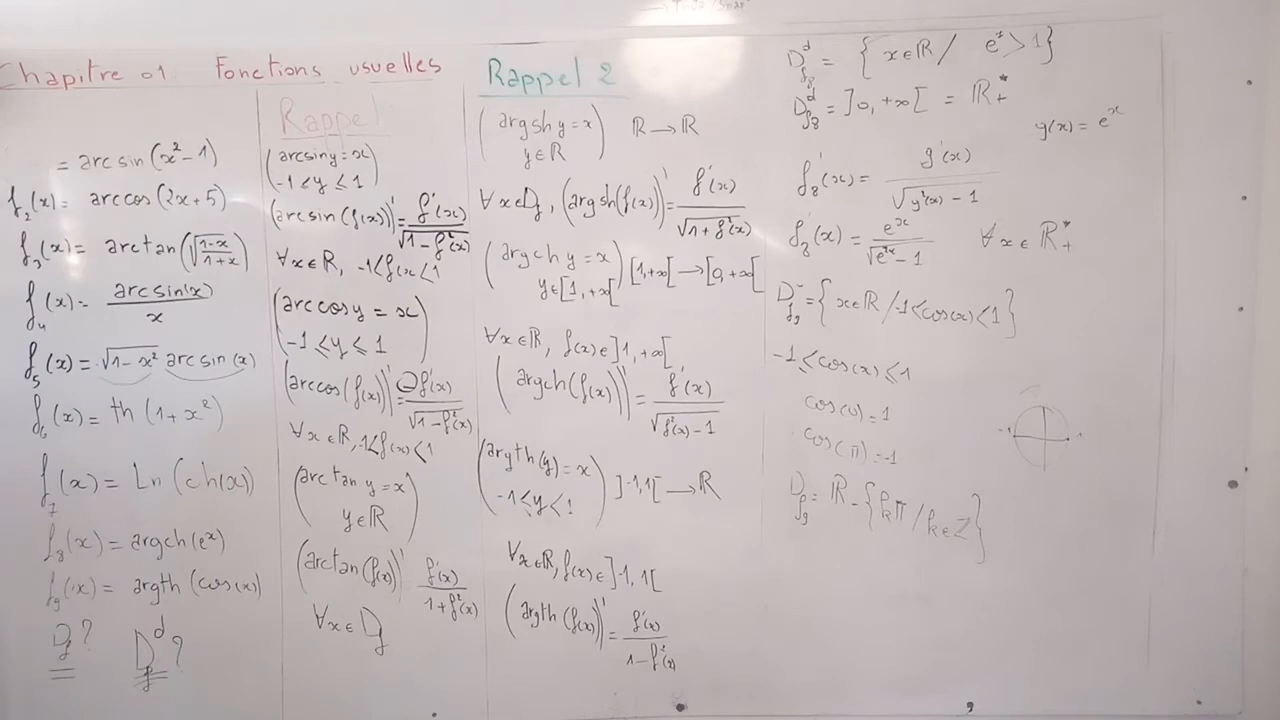 Chapitre 01 Fonctions usuelles
= arcsin(x² - 1)
f₂(x) = arccos(2x+5)
f₃(x) = arctan(√((1-x)/(1+x)))
f₄(x) = arcsin(x)/x
f₅(x) = √(1-x²) arcsin(x)
f₆(x) = th(1+x²)
f₇(x) = Ln(ch(x))
f₈(x) = argch(eˣ)
f₉(x) = argth(cos(x))
D_f ? D_f^d ?
Rappel
(arcsin y = x
-1 ≤ y ≤ 1)
(arcsin(f(x)))' = f'(x)/√(1-f²(x))
∀x∈ℝ, -1<f(x)<1
(arccos y = x
-1 ≤ y ≤ 1)
(arccos(f(x)))' = -f'(x)/√(1-f²(x))
∀x∈ℝ, -1<f(x)<1
(arctan y = x
y∈ℝ)
(arctan(f(x)))' f'(x)/(1+f²(x))
∀x∈D_f
Rappel 2
(argsh y = x
y∈ℝ) ℝ→ℝ
∀x∈D_f, (argsh(f(x)))' = f'(x)/√(1+f²(x))
(argch y = x
y∈[1,+∞[) [1,+∞[→[0,+∞[
∀x∈ℝ, f(x)∈]1,+∞[
(argch(f(x)))' = f'(x)/√(f²(x)-1)
(argth(y) = x
-1<y<1) ]-1,1[→ℝ
∀x∈ℝ, f(x)∈]-1,1[
(argth(f(x)))' = f'(x)/(1-f²(x))
D_f₈^d = {x∈ℝ / eˣ>1}
D_f₈^d = ]0,+∞[ = ℝ₊*
g(x) = eˣ
f₈'(x) = g'(x)/√(g²(x)-1)
f₈'(x) = eˣ/√(e²ˣ-1) ∀x∈ℝ₊*
D_f₉ = {x∈ℝ/-1<cos(x)<1}
-1≤cos(x)≤1
cos(0)=1
cos(π)=-1
D_f₉ = ℝ-{kπ/k∈Z}